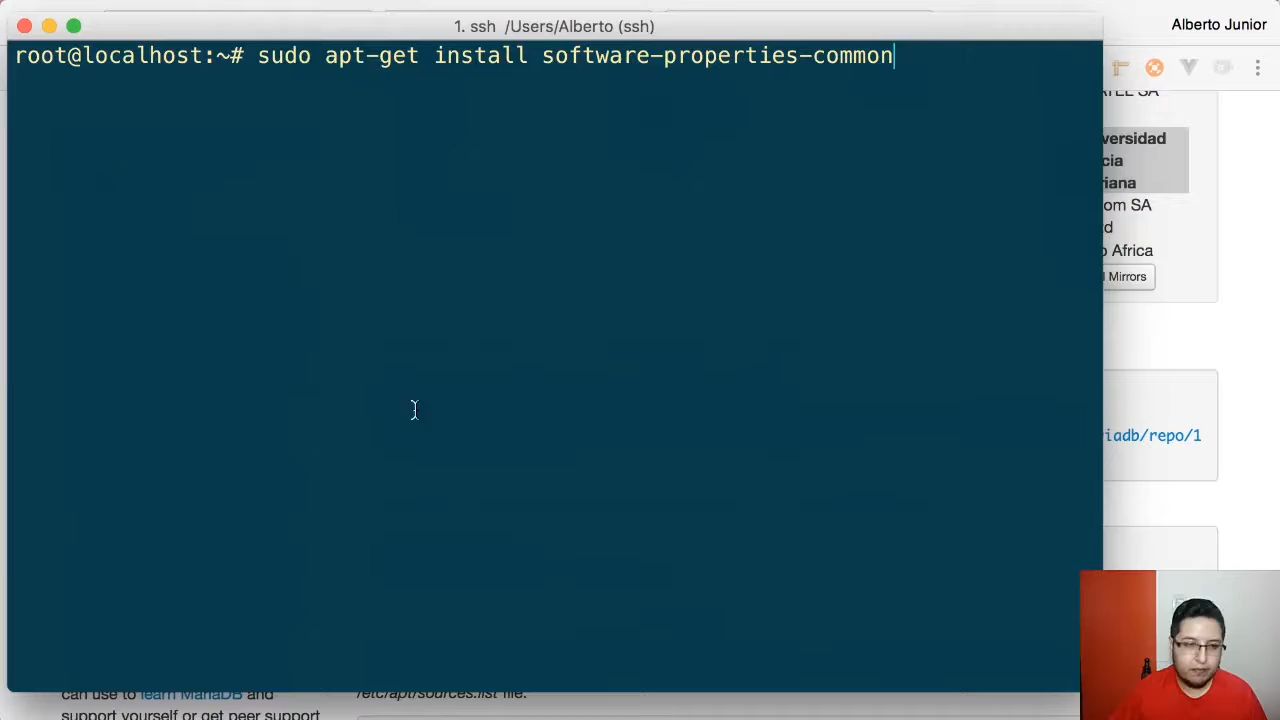 1. ssh /Users/Alberto (ssh)
Alberto Junior
root@localhost:~# sudo apt-get install software-properties-common
versidad
cia
riana
om SA
d
Africa
Mirrors
iadb/repo/1
can use to learn MariaDB and
support yourself or get peer support
/etc/apt/sources.list file.